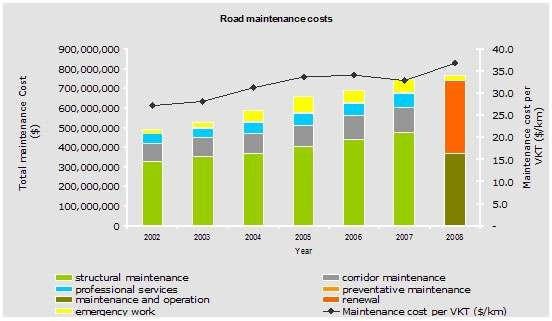 Road maintenance costs
900,000,000
800,000,000
700,000,000
600,000,000
500,000,000
400,000,000
300,000,000
200,000,000
100,000,000
0
Total maintenance Cost
($)
40.0
35.0
30.0
25.0
20.0
15.0
10.0
5.0
-
Maintenance cost per
VKT ($/km)
2002 2003 2004 2005 2006 2007 2008
Year
structural maintenance
corridor maintenance
professional services
preventative maintenance
maintenance and operation
renewal
emergency work
Maintenance cost per VKT ($/km)